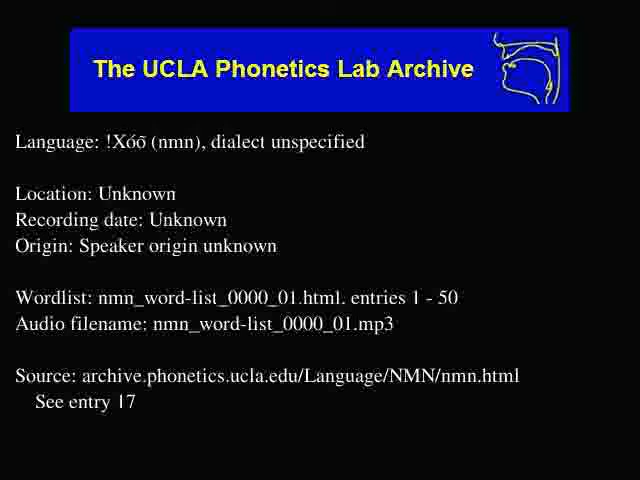 The UCLA Phonetics Lab Archive
Language: !Xóõ (nmn), dialect unspecified
Location: Unknown
Recording date: Unknown
Origin: Speaker origin unknown
Wordlist: nmn_word-list_0000_01.html. entries 1 - 50
Audio filename: nmn_word-list_0000_01.mp3
Source: archive.phonetics.ucla.edu/Language/NMN/nmn.html
See entry 17